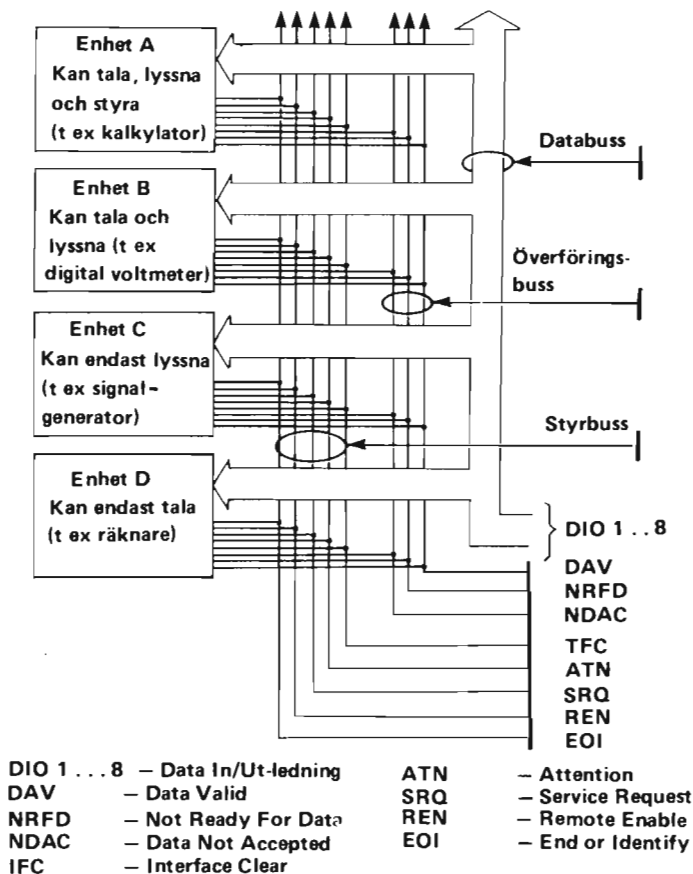 Enhet A
Kan tala, lyssna
och styra
(t ex kalkylator)
Databuss
Enhet B
Kan tala och
lyssna (t ex
digital voltmeter)
Överförings-
buss
Enhet C
Kan endast lyssna
(t ex signal-
generator)
Styrbuss
Enhet D
Kan endast tala
(t ex räknare)
DIO 1 . . 8
DAV
NRFD
NDAC
TFC
ATN
SRQ
REN
EOI
DIO 1 ... 8 – Data In/Ut-ledning
DAV – Data Valid
NRFD – Not Ready For Data
NDAC – Data Not Accepted
IFC – Interface Clear
ATN – Attention
SRQ – Service Request
REN – Remote Enable
EOI – End or Identify